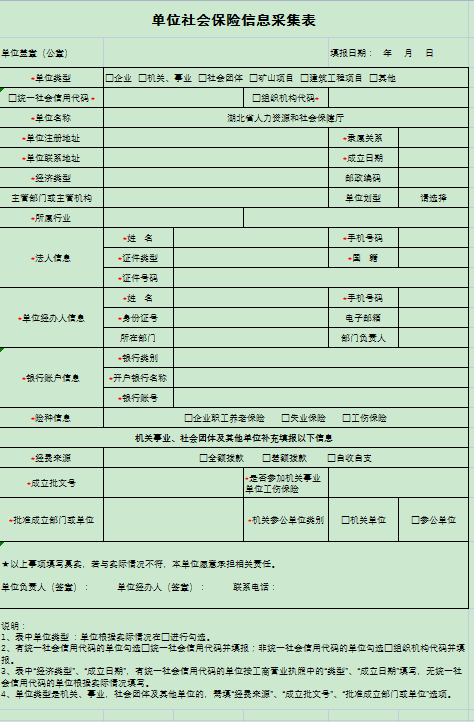 单位社会保险信息采集表
单位盖章（公章） 填报日期： 年 月 日
*单位类型 □企业 □机关、事业 □社会团体 □矿山项目 □建筑工程项目 □其他
□统一社会信用代码* □组织机构代码*
*单位名称 湖北省人力资源和社会保障厅
*单位注册地址 *隶属关系
*单位联系地址 *成立日期
*经济类型 邮政编码
主管部门或主管机构 单位划型 请选择
*所属行业
*法人信息 *姓 名 *手机号码
*证件类型 *国 籍
*证件号码
*单位经办人信息 *姓 名 *手机号码
*身份证号 电子邮箱
所在部门 部门负责人
*银行账户信息 *银行类别
*开户银行名称
*银行账号
*险种信息 □企业职工养老保险 □失业保险 □工伤保险
机关事业、社会团体及其他单位补充填报以下信息
*经费来源 □全额拨款 □差额拨款 □自收自支
*成立批文号 *是否参加机关事业
单位工伤保险
*批准成立部门或单位 *机关参公单位类别 □机关单位 □参公单位
★以上事项填写真实，若与实际情况不符，本单位愿意承担相关责任。
单位负责人（签章）： 单位经办人（签章）： 联系电话：
说明：
1、表中单位类型：单位根据实际情况在□进行勾选。
2、有统一社会信用代码的单位勾选□统一社会信用代码并填报；非统一社会信用代码的单位勾选□组织机构代码并填
报。
3、表中“经济类型”、“成立日期”，有统一社会信用代码的单位按工商营业执照中的“类型”、“成立日期”填写，无统一社
会信用代码的单位根据实际情况填写。
4、单位类型是机关、事业，社会团体及其他单位的，需填“经费来源”、“成立批文号”、“批准成立部门或单位”选项。